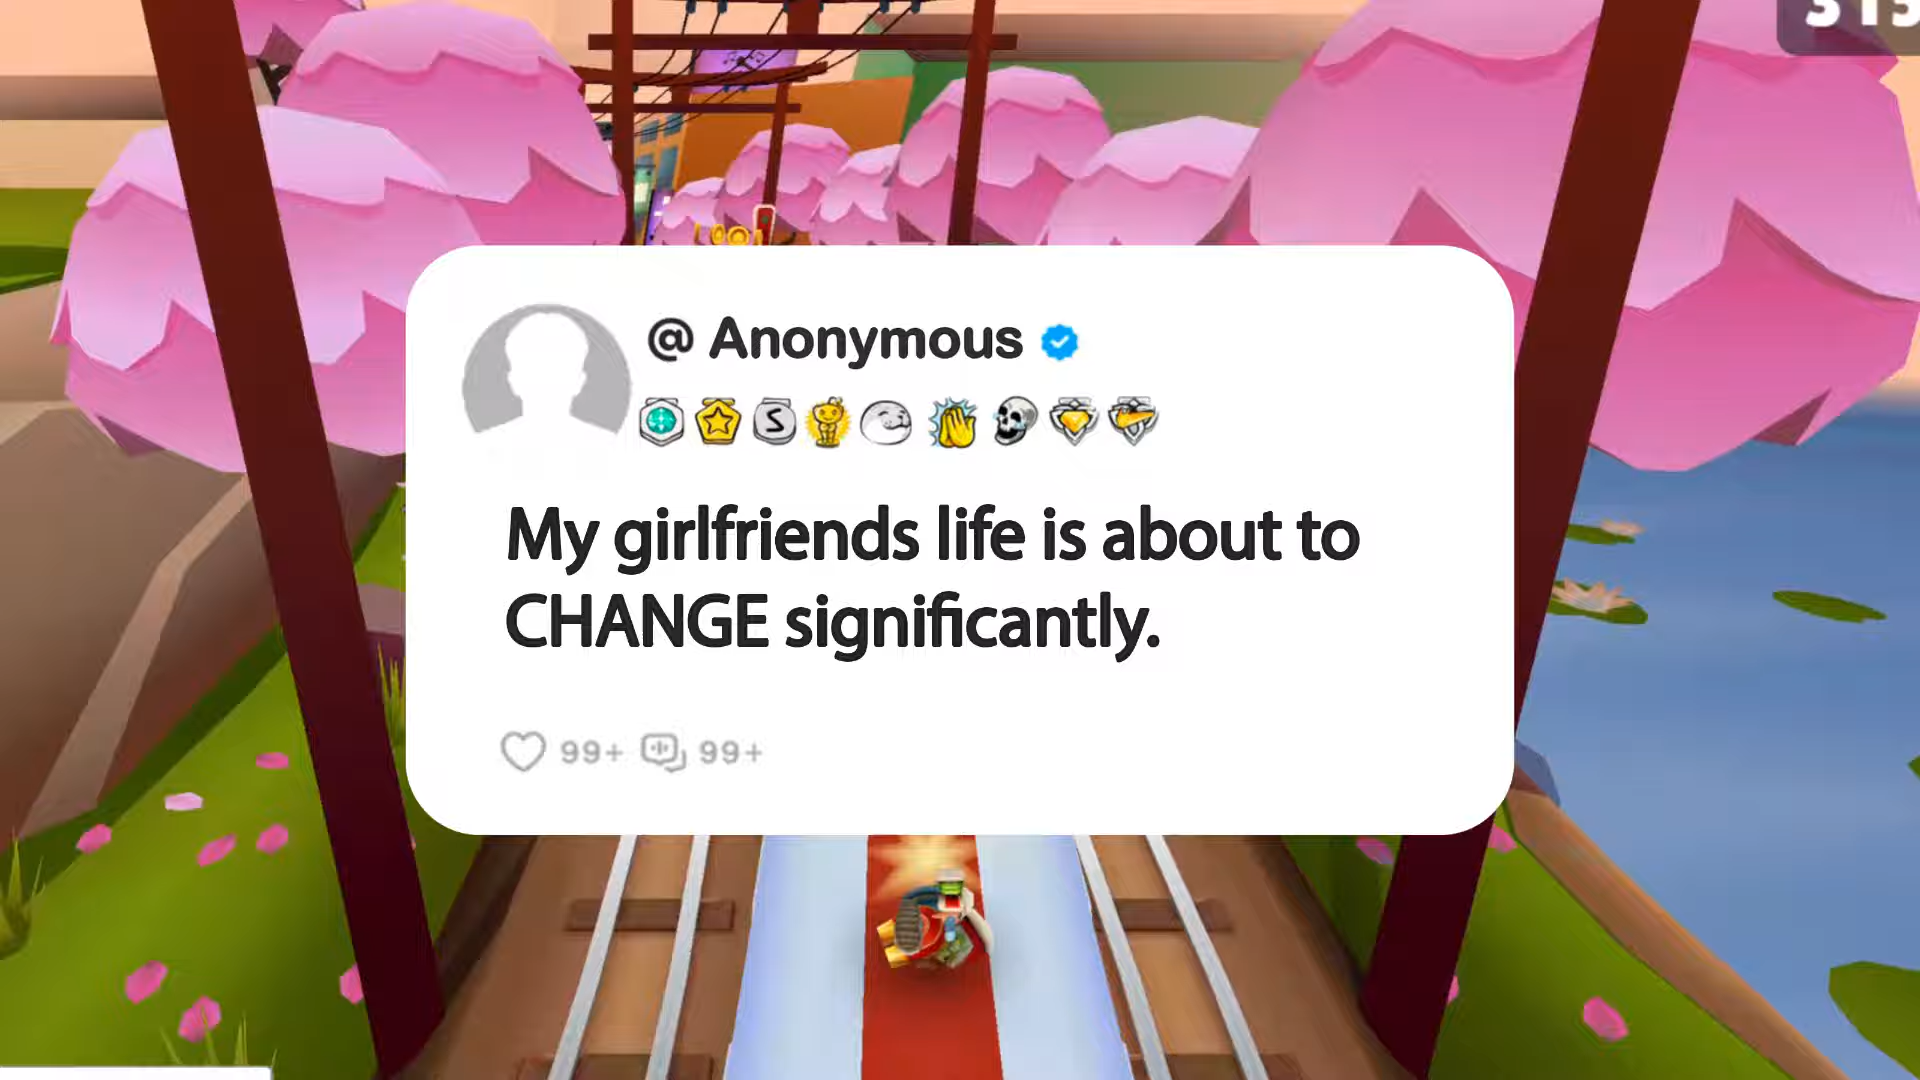 @ Anonymous
My girlfriends life is about to
CHANGE significantly.
99+ 99+